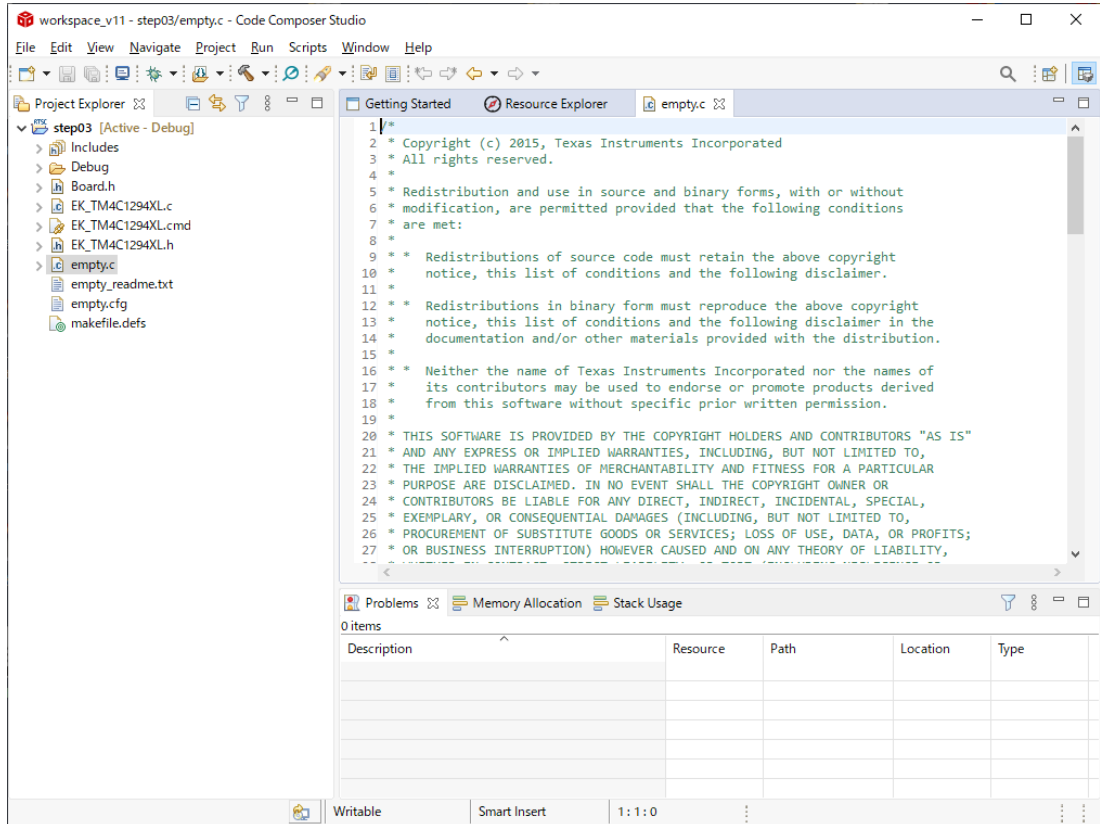 workspace_v11 - step03/empty.c - Code Composer Studio
File Edit View Navigate Project Run Scripts Window Help
Project Explorer
RTSC
step03 [Active - Debug]
Includes
Debug
Board.h
EK_TM4C1294XL.c
EK_TM4C1294XL.cmd
EK_TM4C1294XL.h
empty.c
empty_readme.txt
empty.cfg
makefile.defs
Getting Started Resource Explorer empty.c
1 /*
2 * Copyright (c) 2015, Texas Instruments Incorporated
3 * All rights reserved.
4 *
5 * Redistribution and use in source and binary forms, with or without
6 * modification, are permitted provided that the following conditions
7 * are met:
8 *
9 * * Redistributions of source code must retain the above copyright
10 * notice, this list of conditions and the following disclaimer.
11 *
12 * * Redistributions in binary form must reproduce the above copyright
13 * notice, this list of conditions and the following disclaimer in the
14 * documentation and/or other materials provided with the distribution.
15 *
16 * * Neither the name of Texas Instruments Incorporated nor the names of
17 * its contributors may be used to endorse or promote products derived
18 * from this software without specific prior written permission.
19 *
20 * THIS SOFTWARE IS PROVIDED BY THE COPYRIGHT HOLDERS AND CONTRIBUTORS "AS IS"
21 * AND ANY EXPRESS OR IMPLIED WARRANTIES, INCLUDING, BUT NOT LIMITED TO,
22 * THE IMPLIED WARRANTIES OF MERCHANTABILITY AND FITNESS FOR A PARTICULAR
23 * PURPOSE ARE DISCLAIMED. IN NO EVENT SHALL THE COPYRIGHT OWNER OR
24 * CONTRIBUTORS BE LIABLE FOR ANY DIRECT, INDIRECT, INCIDENTAL, SPECIAL,
25 * EXEMPLARY, OR CONSEQUENTIAL DAMAGES (INCLUDING, BUT NOT LIMITED TO,
26 * PROCUREMENT OF SUBSTITUTE GOODS OR SERVICES; LOSS OF USE, DATA, OR PROFITS;
27 * OR BUSINESS INTERRUPTION) HOWEVER CAUSED AND ON ANY THEORY OF LIABILITY,
Problems Memory Allocation Stack Usage
0 items
Description Resource Path Location Type
Writable Smart Insert 1 : 1 : 0